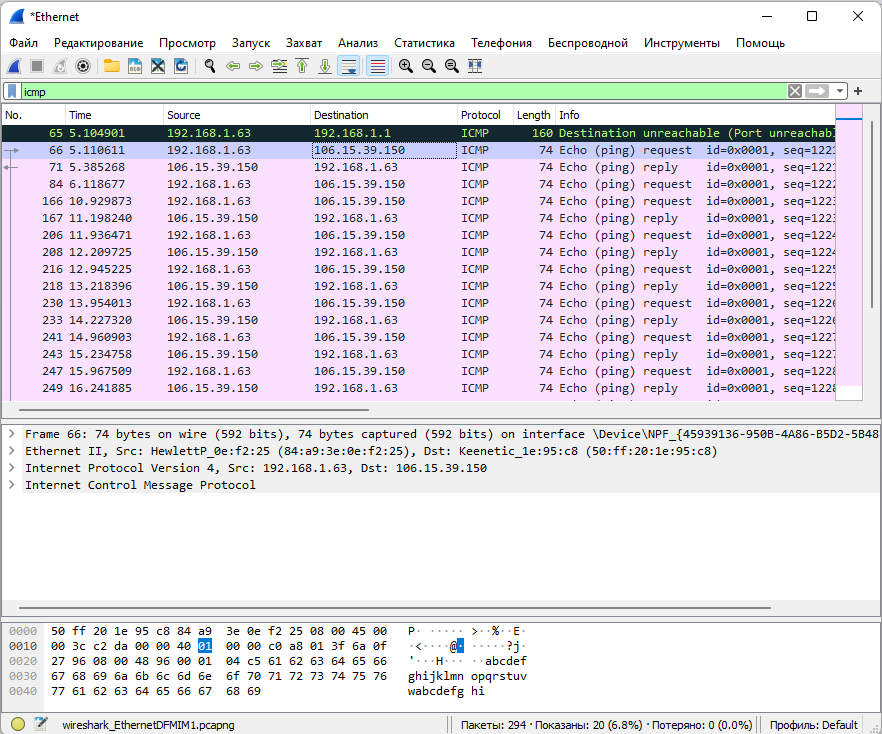 *Ethernet
Файл Редактирование Просмотр Запуск Захват Анализ Статистика Телефония Беспроводной Инструменты Помощь
icmp
No. Time Source Destination Protocol Length Info
65 5.104901 192.168.1.63 192.168.1.1 ICMP 160 Destination unreachable (Port unreachabl
66 5.110611 192.168.1.63 106.15.39.150 ICMP 74 Echo (ping) request id=0x0001, seq=1221
71 5.385268 106.15.39.150 192.168.1.63 ICMP 74 Echo (ping) reply id=0x0001, seq=1221
84 6.118677 192.168.1.63 106.15.39.150 ICMP 74 Echo (ping) request id=0x0001, seq=1222
166 10.929873 192.168.1.63 106.15.39.150 ICMP 74 Echo (ping) request id=0x0001, seq=1223
167 11.198240 106.15.39.150 192.168.1.63 ICMP 74 Echo (ping) reply id=0x0001, seq=1223
206 11.936471 192.168.1.63 106.15.39.150 ICMP 74 Echo (ping) request id=0x0001, seq=1224
208 12.209725 106.15.39.150 192.168.1.63 ICMP 74 Echo (ping) reply id=0x0001, seq=1224
216 12.945225 192.168.1.63 106.15.39.150 ICMP 74 Echo (ping) request id=0x0001, seq=1225
218 13.218396 106.15.39.150 192.168.1.63 ICMP 74 Echo (ping) reply id=0x0001, seq=1225
230 13.954013 192.168.1.63 106.15.39.150 ICMP 74 Echo (ping) request id=0x0001, seq=1226
233 14.227320 106.15.39.150 192.168.1.63 ICMP 74 Echo (ping) reply id=0x0001, seq=1226
241 14.960903 192.168.1.63 106.15.39.150 ICMP 74 Echo (ping) request id=0x0001, seq=1227
243 15.234758 106.15.39.150 192.168.1.63 ICMP 74 Echo (ping) reply id=0x0001, seq=1227
247 15.967509 192.168.1.63 106.15.39.150 ICMP 74 Echo (ping) request id=0x0001, seq=1228
249 16.241885 106.15.39.150 192.168.1.63 ICMP 74 Echo (ping) reply id=0x0001, seq=1228
Frame 66: 74 bytes on wire (592 bits), 74 bytes captured (592 bits) on interface \Device\NPF_{45939136-950B-4A86-B5D2-5B48
Ethernet II, Src: HewlettP_0e:f2:25 (84:a9:3e:0e:f2:25), Dst: Keenetic_1e:95:c8 (50:ff:20:1e:95:c8)
Internet Protocol Version 4, Src: 192.168.1.63, Dst: 106.15.39.150
Internet Control Message Protocol
0000 50 ff 20 1e 95 c8 84 a9 3e 0e f2 25 08 00 45 00 P· ····· >··%··E·
0010 00 3c c2 da 00 00 40 01 00 00 c0 a8 01 3f 6a 0f ·<····@· ·····?j·
0020 27 96 08 00 48 96 00 01 04 c5 61 62 63 64 65 66 '···H··· ··abcdef
0030 67 68 69 6a 6b 6c 6d 6e 6f 70 71 72 73 74 75 76 ghijklmn opqrstuv
0040 77 61 62 63 64 65 66 67 68 69 wabcdefg hi
wireshark_EthernetDFMIM1.pcapng Пакеты: 294 · Показаны: 20 (6.8%) · Потеряно: 0 (0.0%) Профиль: Default